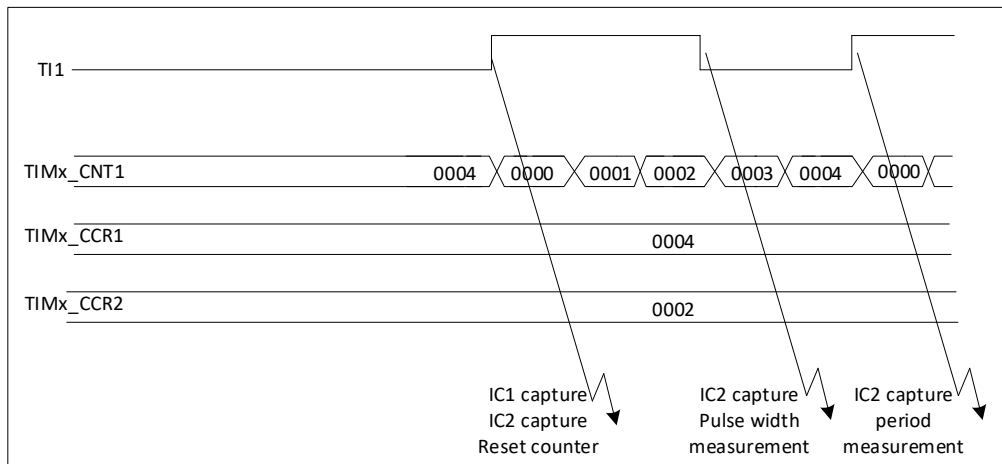 TI1
TIMx_CNT1
0004 0000 0001 0002 0003 0004 0000
TIMx_CCR1
0004
TIMx_CCR2
0002
IC1 capture
IC2 capture
Reset counter
IC2 capture
Pulse width
measurement
IC2 capture
period
measurement